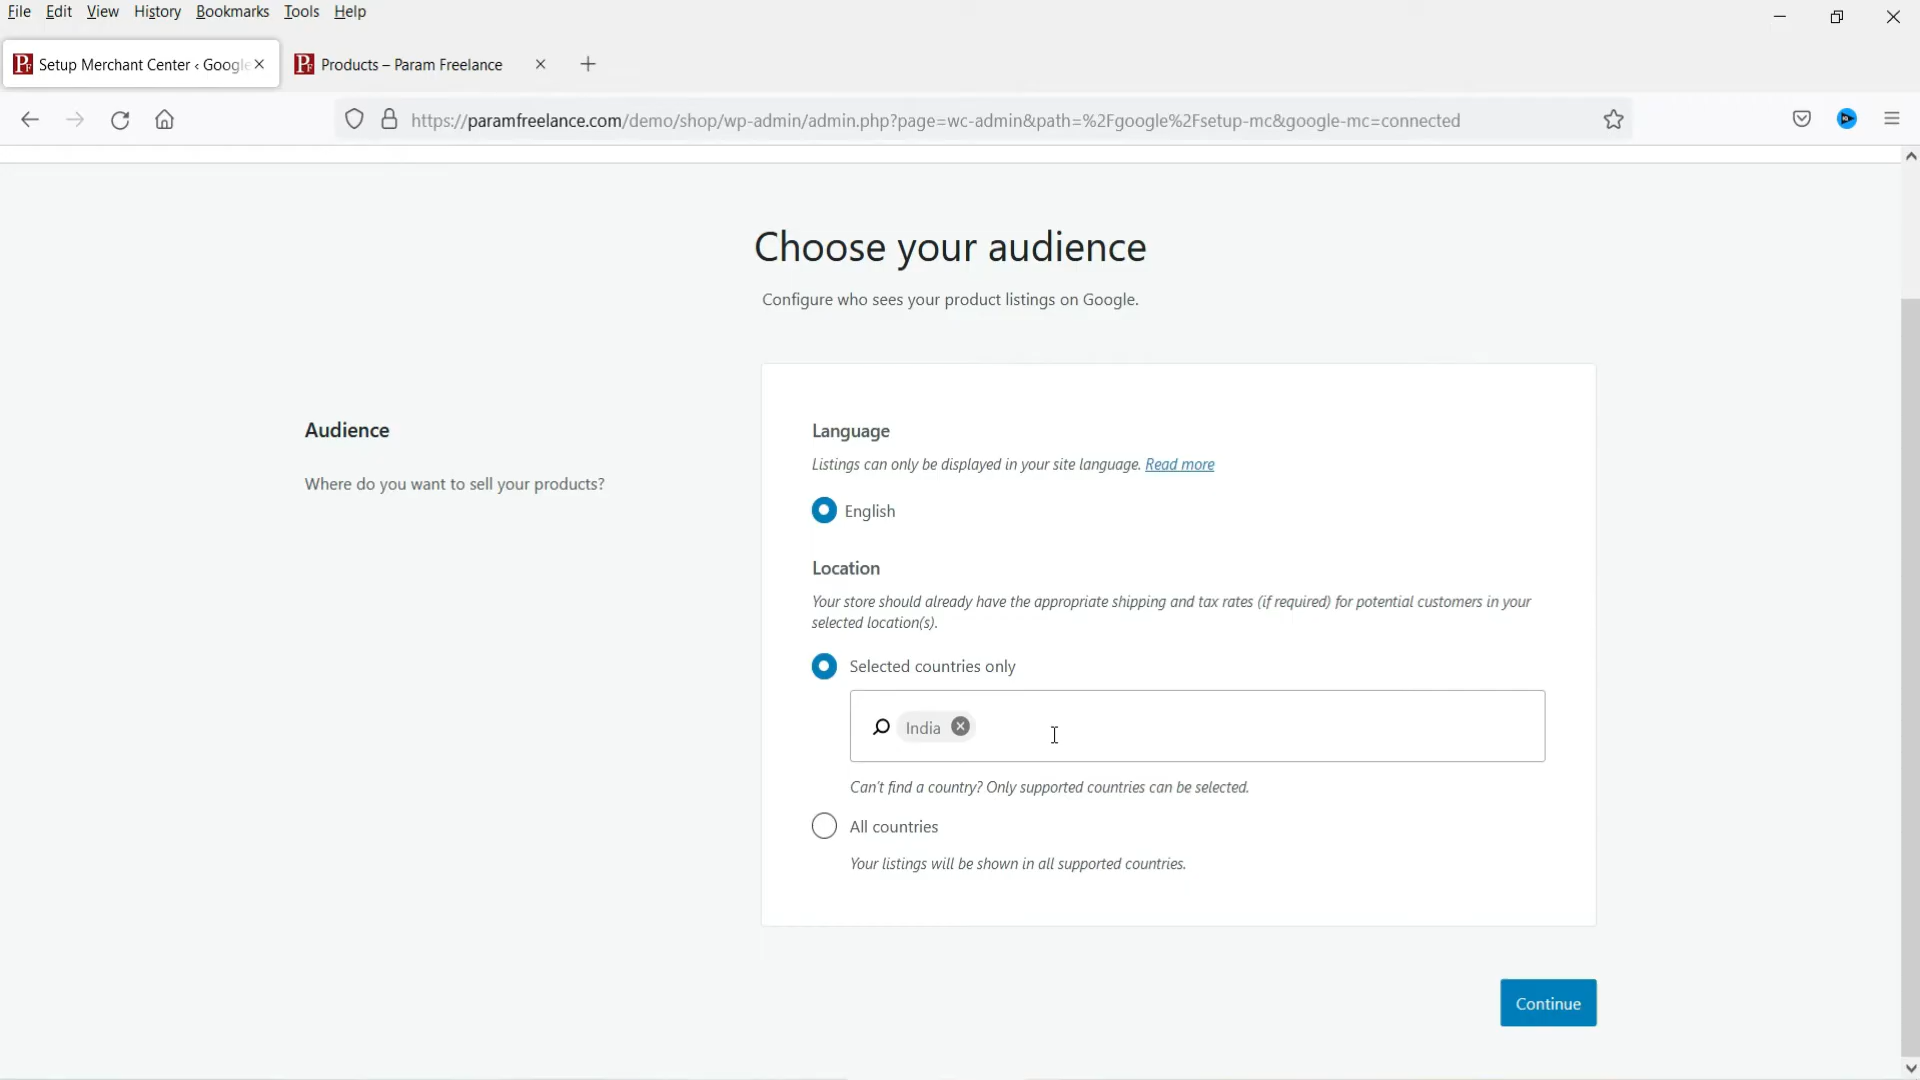 File Edit View History Bookmarks Tools Help
Setup Merchant Center ‹ Google
Products – Param Freelance
https://paramfreelance.com/demo/shop/wp-admin/admin.php?page=wc-admin&path=%2Fgoogle%2Fsetup-mc&google-mc=connected
Choose your audience
Configure who sees your product listings on Google.
Audience
Where do you want to sell your products?
Language
Listings can only be displayed in your site language. Read more
English
Location
Your store should already have the appropriate shipping and tax rates (if required) for potential customers in your
selected location(s).
Selected countries only
India
Can't find a country? Only supported countries can be selected.
All countries
Your listings will be shown in all supported countries.
Continue